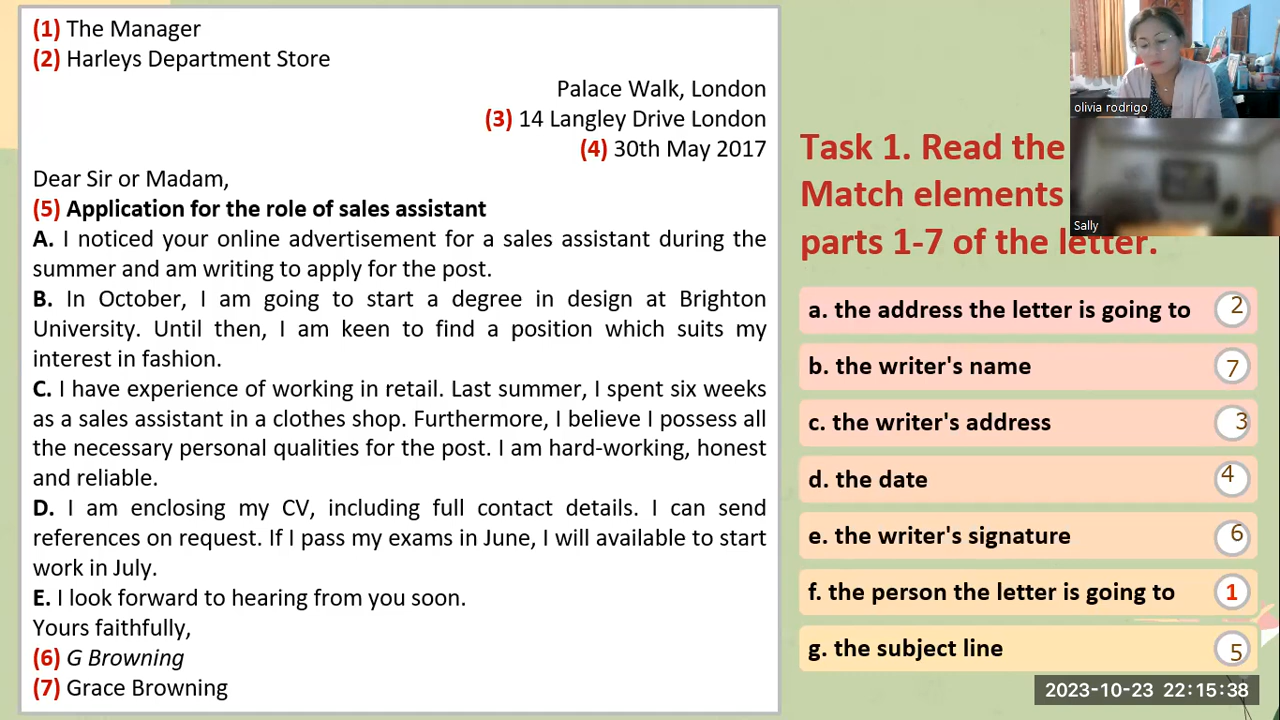 (1) The Manager
(2) Harleys Department Store
Palace Walk, London
(3) 14 Langley Drive London
(4) 30th May 2017
Dear Sir or Madam,
(5) Application for the role of sales assistant
A. I noticed your online advertisement for a sales assistant during the
summer and am writing to apply for the post.
B. In October, I am going to start a degree in design at Brighton
University. Until then, I am keen to find a position which suits my
interest in fashion.
C. I have experience of working in retail. Last summer, I spent six weeks
as a sales assistant in a clothes shop. Furthermore, I believe I possess all
the necessary personal qualities for the post. I am hard-working, honest
and reliable.
D. I am enclosing my CV, including full contact details. I can send
references on request. If I pass my exams in June, I will available to start
work in July.
E. I look forward to hearing from you soon.
Yours faithfully,
(6) G Browning
(7) Grace Browning
olivia rodrigo
Sally
Task 1. Read the
Match elements
parts 1-7 of the letter.
a. the address the letter is going to 2
b. the writer's name 7
c. the writer's address 3
d. the date 4
e. the writer's signature 6
f. the person the letter is going to 1
g. the subject line 5
2023-10-23 22:15:38